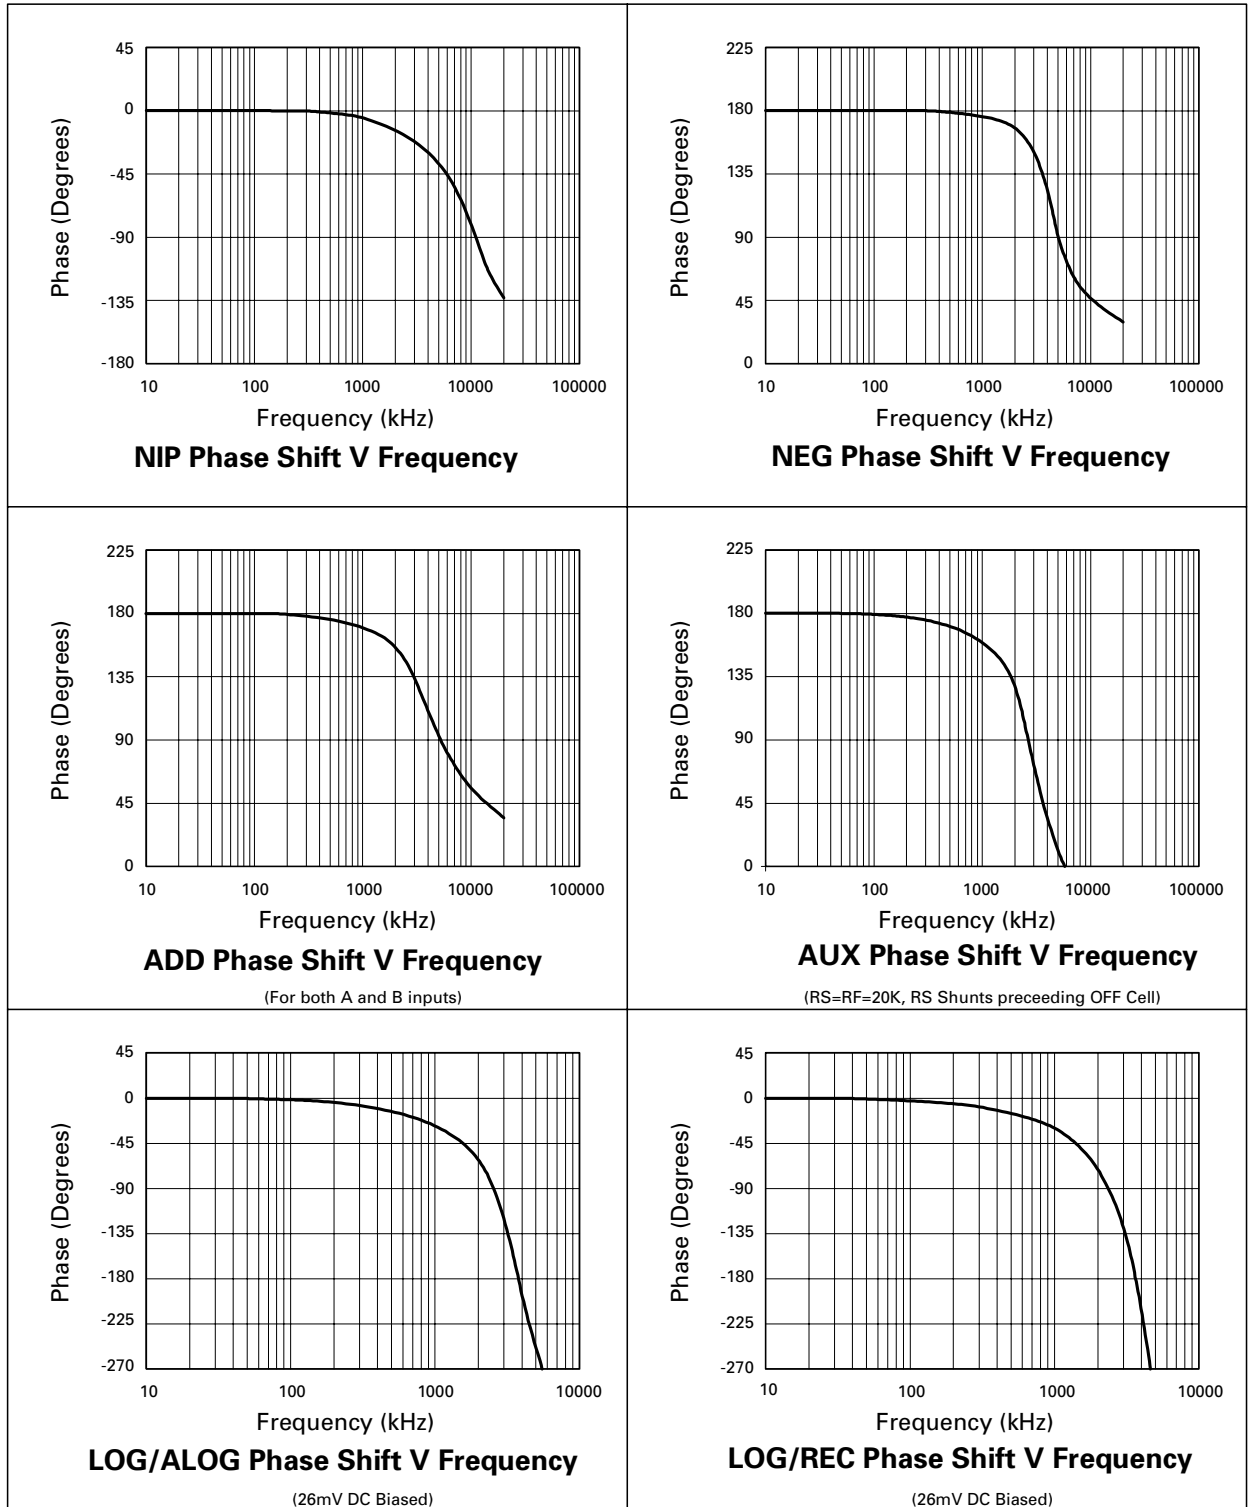 45
0
-45
-90
-135
-180
10 100 1000 10000 100000
Phase (Degrees)
Frequency (kHz)
NIP Phase Shift V Frequency
225
180
135
90
45
0
10 100 1000 10000 100000
Phase (Degrees)
Frequency (kHz)
NEG Phase Shift V Frequency
225
180
135
90
45
0
10 100 1000 10000 100000
Phase (Degrees)
Frequency (kHz)
ADD Phase Shift V Frequency
(For both A and B inputs)
225
180
135
90
45
0
10 100 1000 10000 100000
Phase (Degrees)
Frequency (kHz)
AUX Phase Shift V Frequency
(RS=RF=20K, RS Shunts preceeding OFF Cell)
45
0
-45
-90
-135
-180
-225
-270
10 100 1000 10000
Phase (Degrees)
Frequency (kHz)
LOG/ALOG Phase Shift V Frequency
(26mV DC Biased)
45
0
-45
-90
-135
-180
-225
-270
10 100 1000 10000
Phase (Degrees)
Frequency (kHz)
LOG/REC Phase Shift V Frequency
(26mV DC Biased)